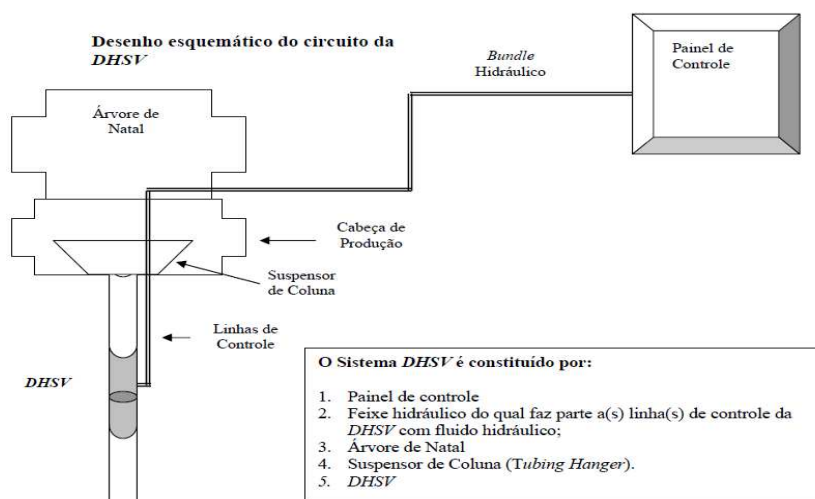 Desenho esquemático do circuito da
DHSV
Bundle
Hidráulico
Painel de
Controle
Árvore de
Natal
Cabeça de
Produção
Suspensor
de Coluna
Linhas de
Controle
DHSV
O Sistema DHSV é constituído por:
1. Painel de controle
2. Feixe hidráulico do qual faz parte a(s) linha(s) de controle da
DHSV com fluido hidráulico;
3. Árvore de Natal
4. Suspensor de Coluna (Tubing Hanger).
5. DHSV